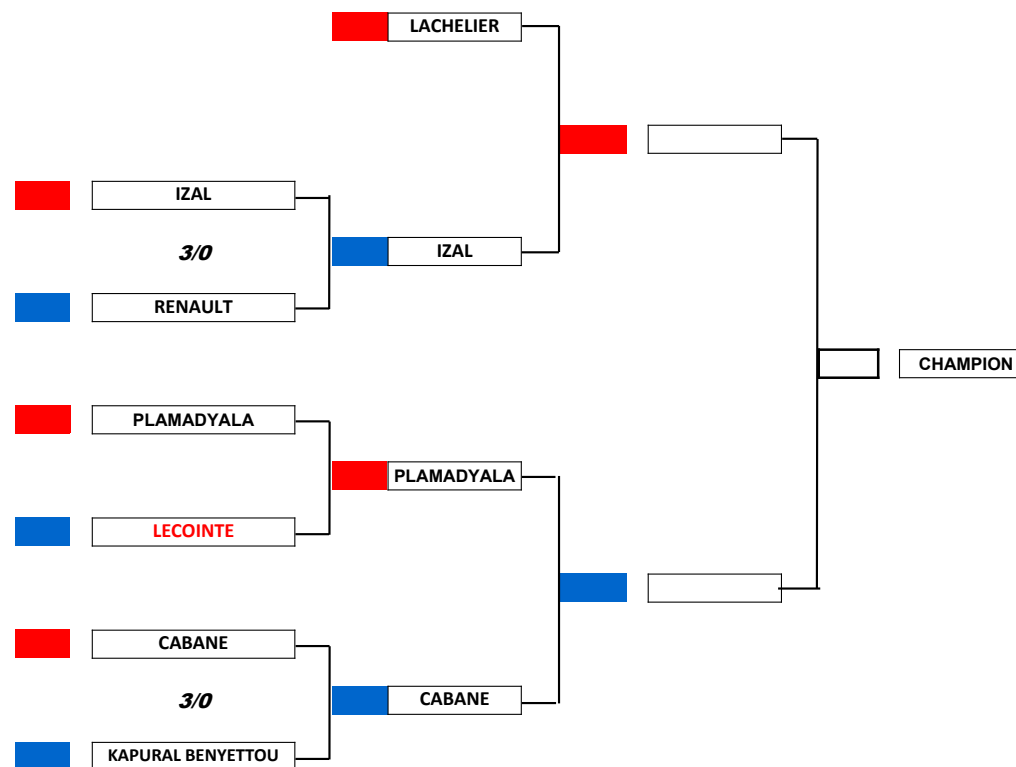 LACHELIER
IZAL
3/0
IZAL
RENAULT
CHAMPION
PLAMADYALA
PLAMADYALA
LECOINTE
CABANE
3/0
CABANE
KAPURAL BENYETTOU